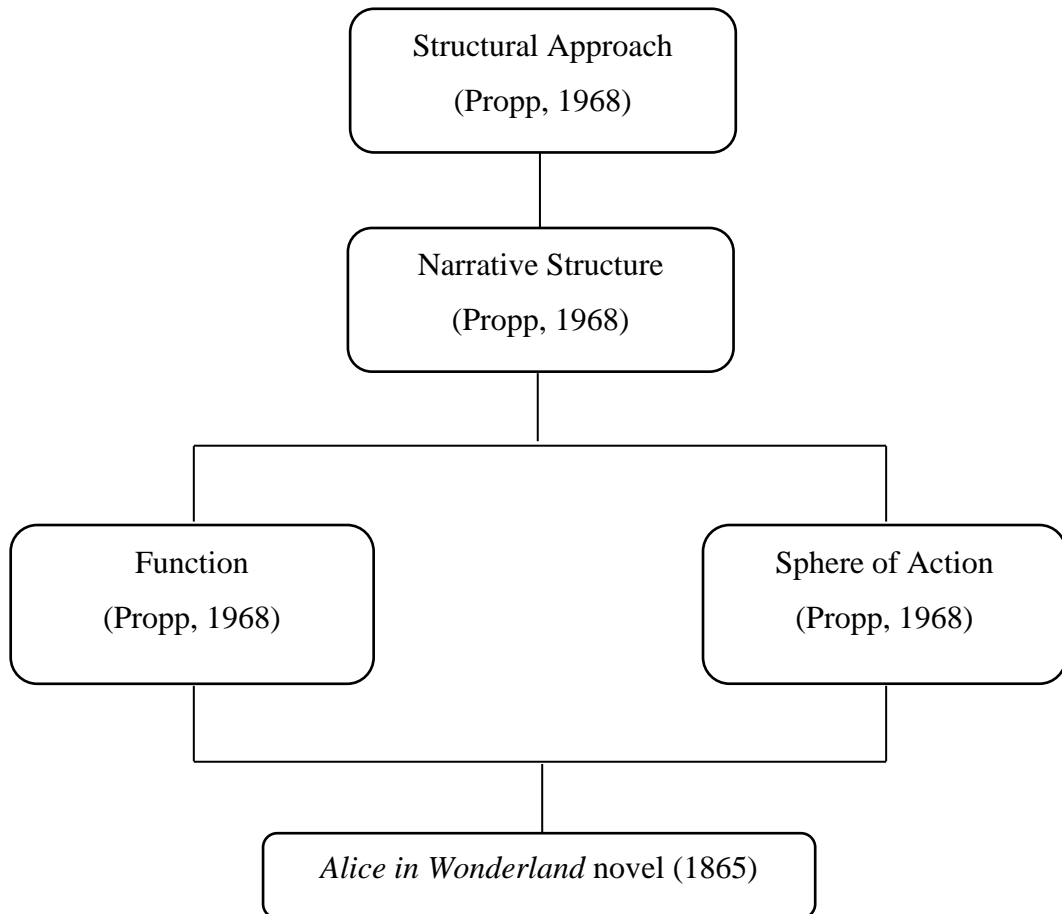 Structural Approach
(Propp, 1968)
Narrative Structure
(Propp, 1968)
Function
(Propp, 1968)
Sphere of Action
(Propp, 1968)
Alice in Wonderland novel (1865)